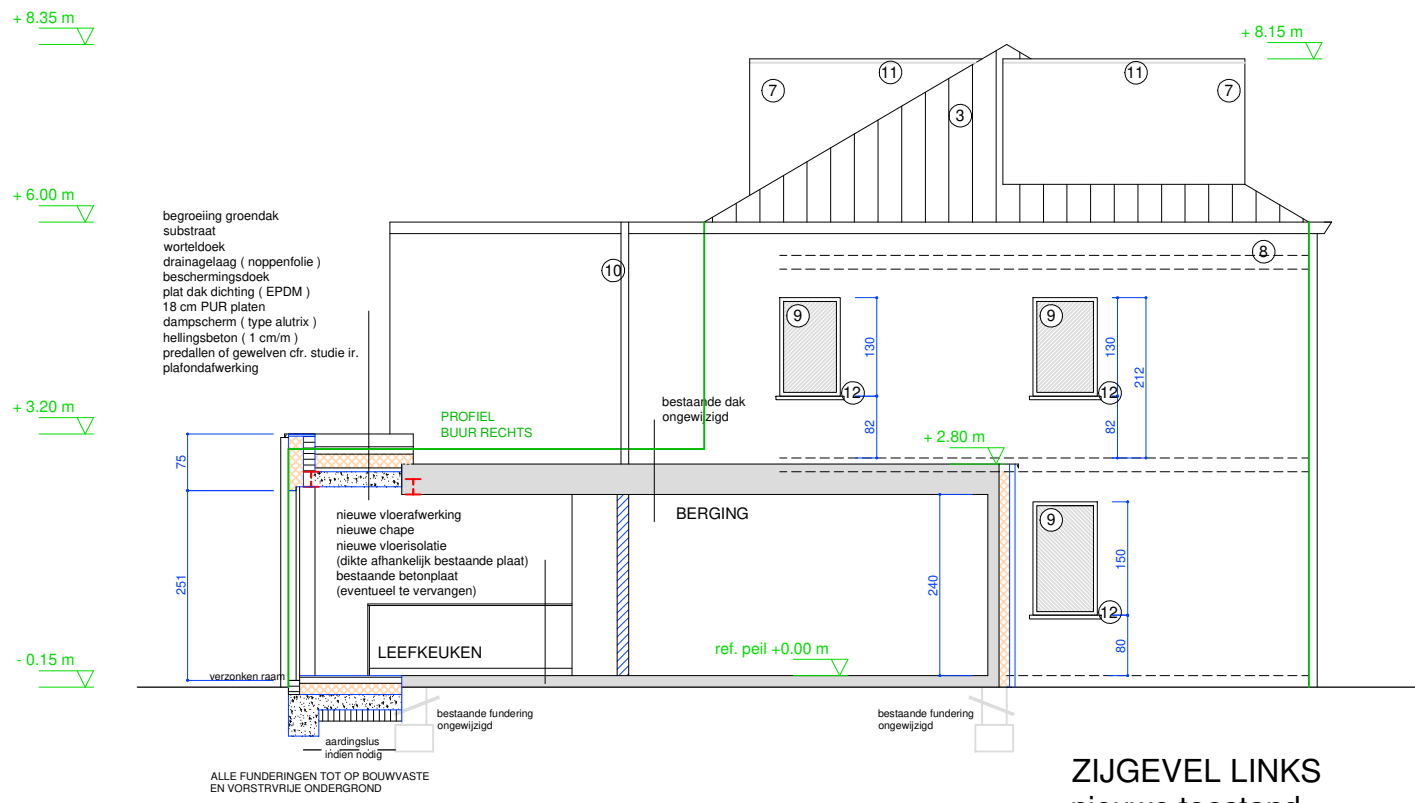 + 8.35 m
+ 8.15 m
11
11
7
7
3
+ 6.00 m
begroeiing groendak
substraat
worteldoek
drainagelaag ( noppenfolie )
beschermingsdoek
plat dak dichting ( EPDM )
18 cm PUR platen
dampscherm ( type alutrix )
hellingsbeton ( 1 cm/m )
predallen of gewelven cfr. studie ir.
plafondafwerking
8
10
9
9
130
130
212
12
12
82
82
bestaande dak
ongewijzigd
+ 3.20 m
PROFIEL
BUUR RECHTS
+ 2.80 m
75
251
nieuwe vloerafwerking
nieuwe chape
nieuwe vloerisolatie
(dikte afhankelijk bestaande plaat)
bestaande betonplaat
(eventueel te vervangen)
BERGING
9
150
240
12
80
LEEFKEUKEN
ref. peil +0.00 m
- 0.15 m
verzonken raam
bestaande fundering
ongewijzigd
bestaande fundering
ongewijzigd
aardingslus
indien nodig
ALLE FUNDERINGEN TOT OP BOUWVASTE
EN VORSTVRIJE ONDERGROND
ZIJGEVEL LINKS
nieuwe toestand